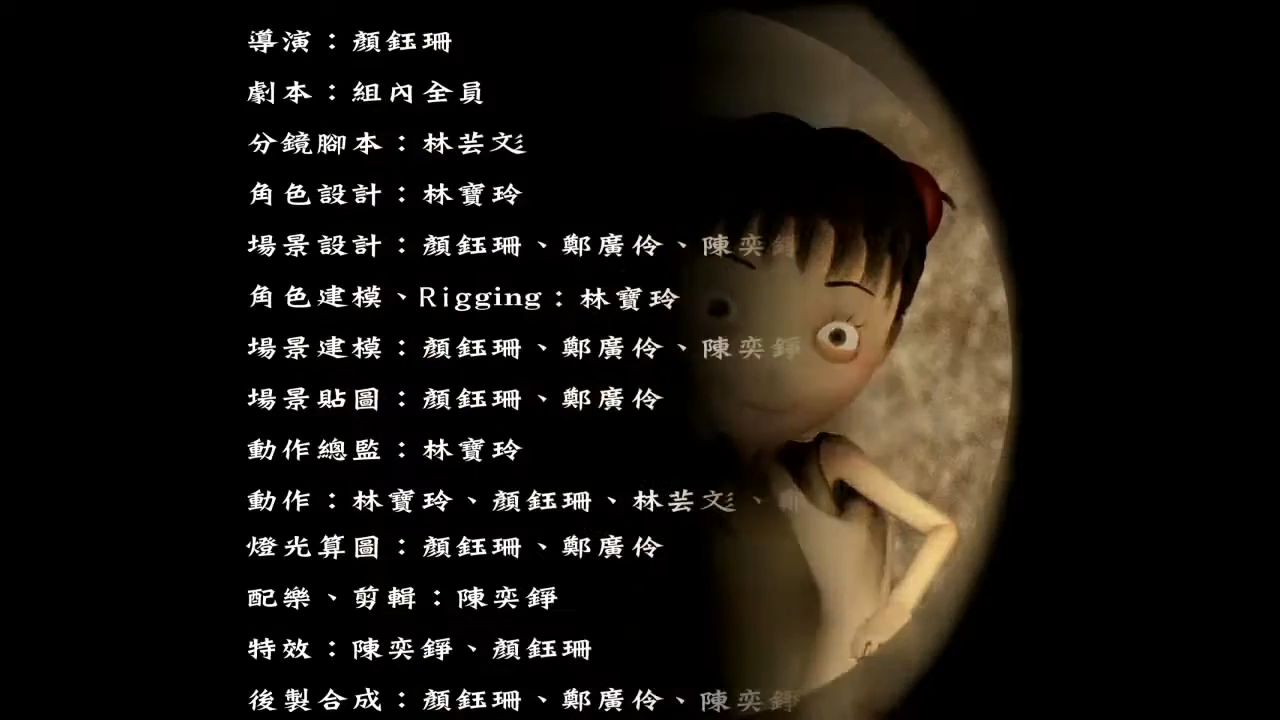 導演：顏鈺珊
劇本：組內全員
分鏡腳本：林芸彣
角色設計：林寶玲
場景設計：顏鈺珊、鄭廣伶、陳奕錚
角色建模、Rigging：林寶玲
場景建模：顏鈺珊、鄭廣伶、陳奕錚
場景貼圖：顏鈺珊、鄭廣伶
動作總監：林寶玲
動作：林寶玲、顏鈺珊、林芸彣、
燈光算圖：顏鈺珊、鄭廣伶
配樂、剪輯：陳奕錚
特效：陳奕錚、顏鈺珊
後製合成：顏鈺珊、鄭廣伶、陳奕錚